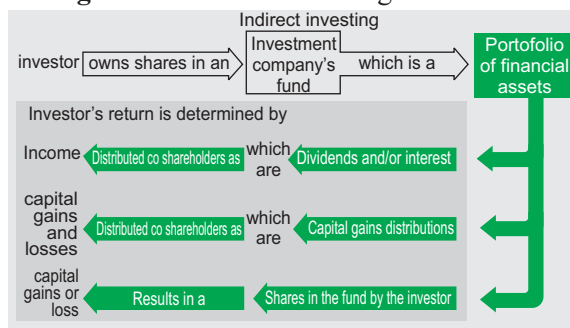 Indirect investing
investor owns shares in an Investment company's fund which is a Portofolio of financial assets
Investor's return is determined by
Income Distributed co shareholders as which are Dividends and/or interest
capital gains and losses Distributed co shareholders as which are Capital gains distributions
capital gains or loss Results in a Shares in the fund by the investor